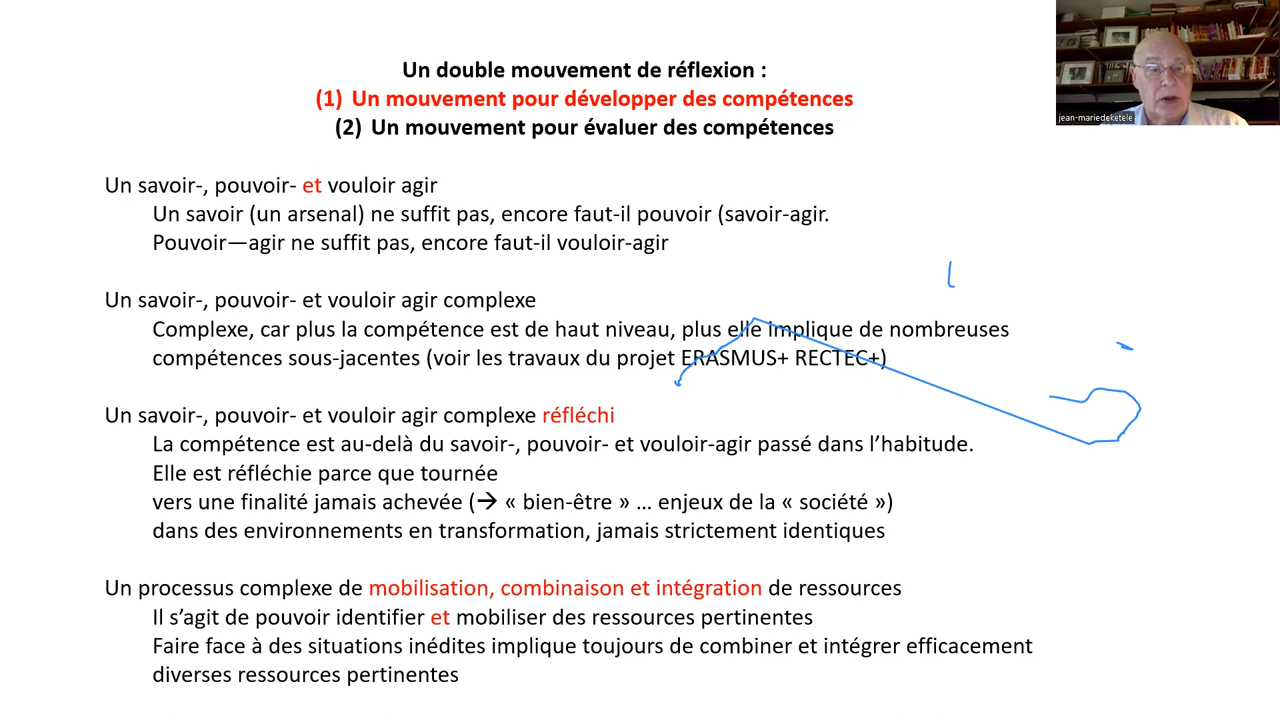 Un double mouvement de réflexion :
(1) Un mouvement pour développer des compétences
(2) Un mouvement pour évaluer des compétences
jean-mariedeketele
Un savoir-, pouvoir- et vouloir agir
Un savoir (un arsenal) ne suffit pas, encore faut-il pouvoir (savoir-agir.
Pouvoir—agir ne suffit pas, encore faut-il vouloir-agir
Un savoir-, pouvoir- et vouloir agir complexe
Complexe, car plus la compétence est de haut niveau, plus elle implique de nombreuses
compétences sous-jacentes (voir les travaux du projet ERASMUS+ RECTEC+)
Un savoir-, pouvoir- et vouloir agir complexe réfléchi
La compétence est au-delà du savoir-, pouvoir- et vouloir-agir passé dans l’habitude.
Elle est réfléchie parce que tournée
vers une finalité jamais achevée (→ « bien-être » … enjeux de la « société »)
dans des environnements en transformation, jamais strictement identiques
Un processus complexe de mobilisation, combinaison et intégration de ressources
Il s’agit de pouvoir identifier et mobiliser des ressources pertinentes
Faire face à des situations inédites implique toujours de combiner et intégrer efficacement
diverses ressources pertinentes